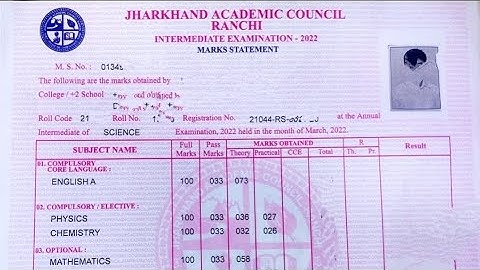 JHARKHAND ACADEMIC COUNCIL
RANCHI
INTERMEDIATE EXAMINATION - 2022
MARKS STATEMENT
M. S. No. : 0134
The following are the marks obtained by
College / +2 School
Roll Code 21 Roll No. Registration No. 21044-RS- at the Annual
Intermediate of SCIENCE Examination, 2022 held in the month of March, 2022.
SUBJECT NAME Full Marks Pass Marks MARKS OBTAINED R Result
Theory Practical CCE Total Th. Pr.
01. COMPULSORY
CORE LANGUAGE :
ENGLISH A 100 033 073
02. COMPULSORY / ELECTIVE :
PHYSICS 100 033 036 027
CHEMISTRY 100 033 032 026
03. OPTIONAL :
MATHEMATICS 100 033 058